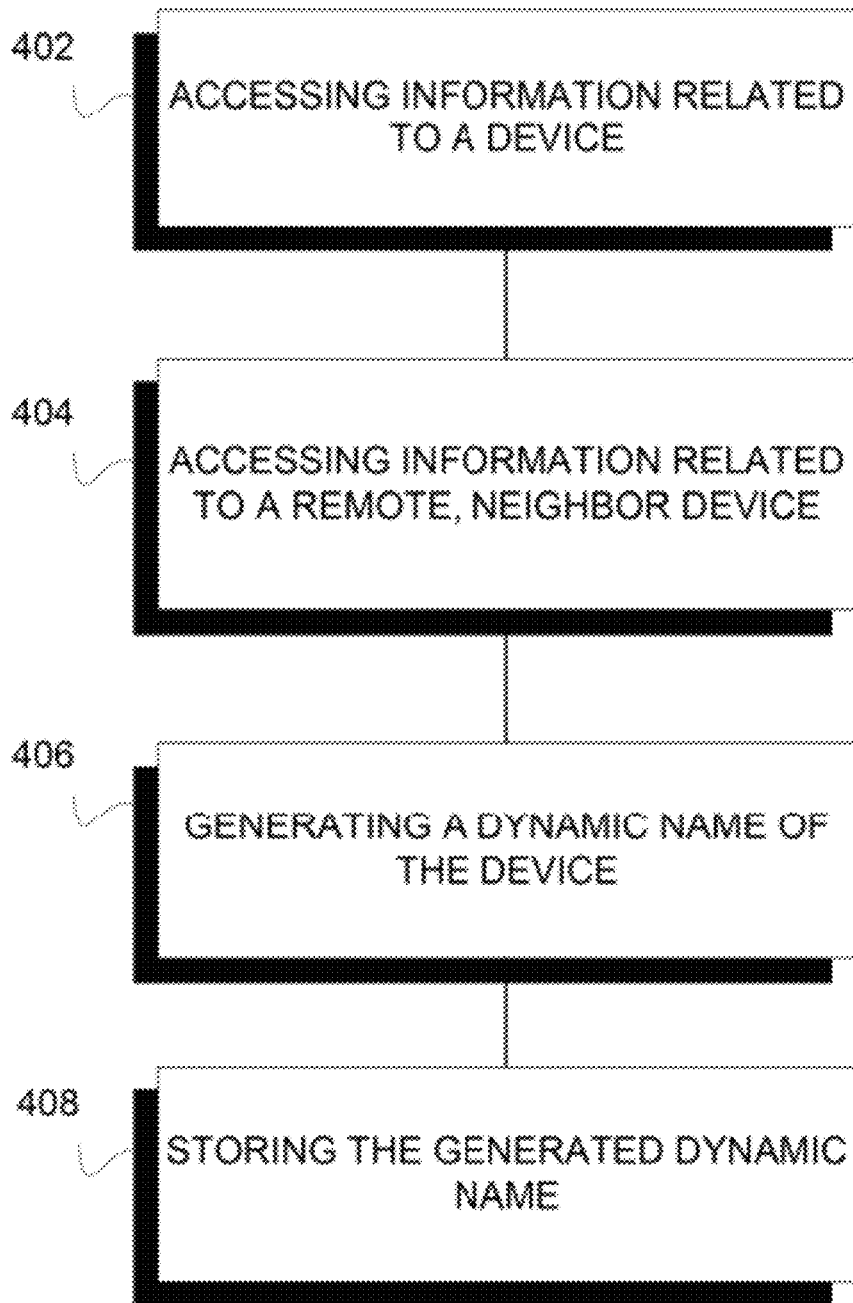 402
ACCESSING INFORMATION RELATED
TO A DEVICE
404
ACCESSING INFORMATION RELATED
TO A REMOTE, NEIGHBOR DEVICE
406
GENERATING A DYNAMIC NAME OF
THE DEVICE
408
STORING THE GENERATED DYNAMIC
NAME